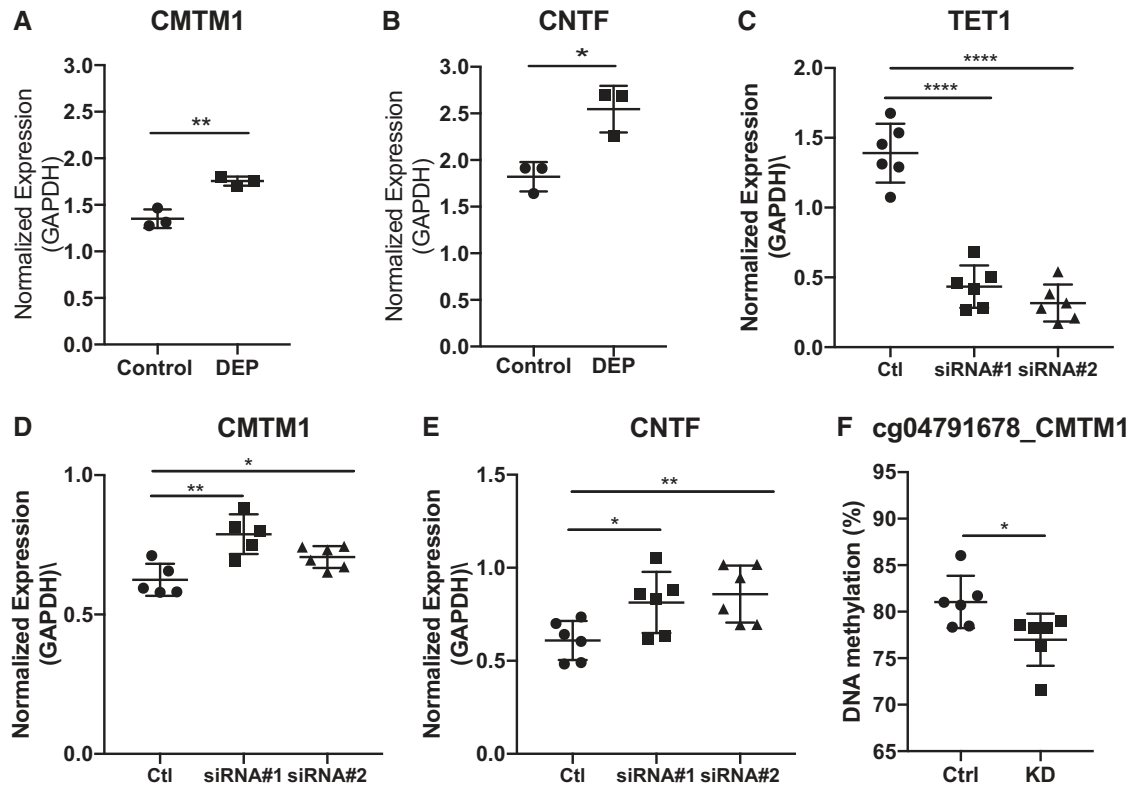 A
CMTM1
Normalized Expression
(GAPDH)
3.0
2.5
2.0
1.5
1.0
0.5
0.0
**
Control DEP
B
CNTF
Normalized Expression
(GAPDH)
3.0
2.5
2.0
1.5
1.0
0.5
0.0
*
Control DEP
C
TET1
Normalized Expression
(GAPDH)\
2.0
1.5
1.0
0.5
0.0
****
****
Ctl siRNA#1 siRNA#2
D
CMTM1
Normalized Expression
(GAPDH)\
1.0
0.5
0.0
*
**
Ctl siRNA#1 siRNA#2
E
CNTF
Normalized Expression
(GAPDH)\
1.5
1.0
0.5
0.0
**
*
Ctl siRNA#1 siRNA#2
F cg04791678_CMTM1
DNA methylation (%)
95
90
85
80
75
70
65
*
Ctrl KD